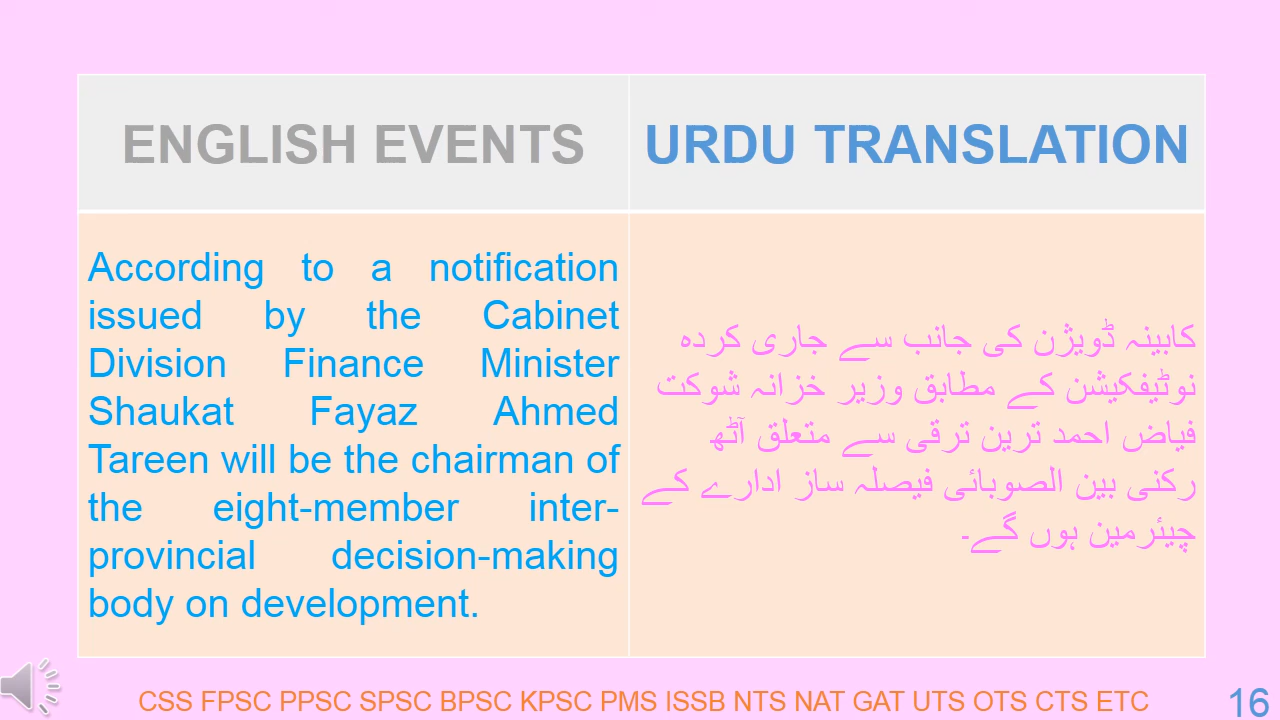 ENGLISH EVENTS
URDU TRANSLATION
According to a notification
issued by the Cabinet
Division Finance Minister
Shaukat Fayaz Ahmed
Tareen will be the chairman of
the eight-member inter-
provincial decision-making
body on development.
کابینہ ڈویژن کی جانب سے جاری کردہ
نوٹیفکیشن کے مطابق وزیر خزانہ شوکت
فیاض احمد ترین ترقی سے متعلق آٹھ
رکنی بین الصوبائی فیصلہ ساز ادارے کے
چیئرمین ہوں گے۔
CSS FPSC PPSC SPSC BPSC KPSC PMS ISSB NTS NAT GAT UTS OTS CTS ETC
16